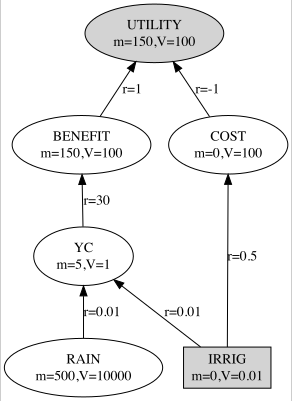 UTILITY
m=150,V=100
r=1
r=-1
BENEFIT
m=150,V=100
COST
m=0,V=100
r=30
YC
m=5,V=1
r=0.5
r=0.01
r=0.01
RAIN
m=500,V=10000
IRRIG
m=0,V=0.01